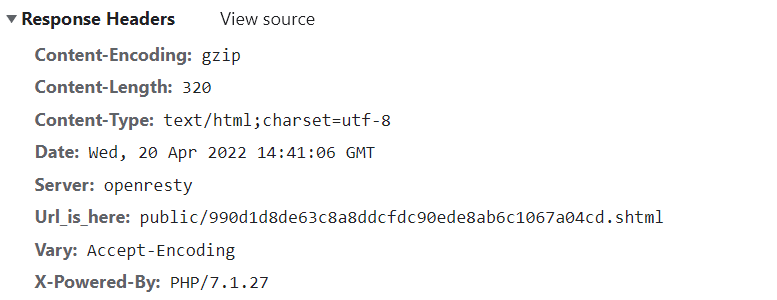 Response Headers View source
Content-Encoding: gzip
Content-Length: 320
Content-Type: text/html;charset=utf-8
Date: Wed, 20 Apr 2022 14:41:06 GMT
Server: openresty
Url_is_here: public/990d1d8de63c8a8ddcfdc90ede8ab6c1067a04cd.shtml
Vary: Accept-Encoding
X-Powered-By: PHP/7.1.27